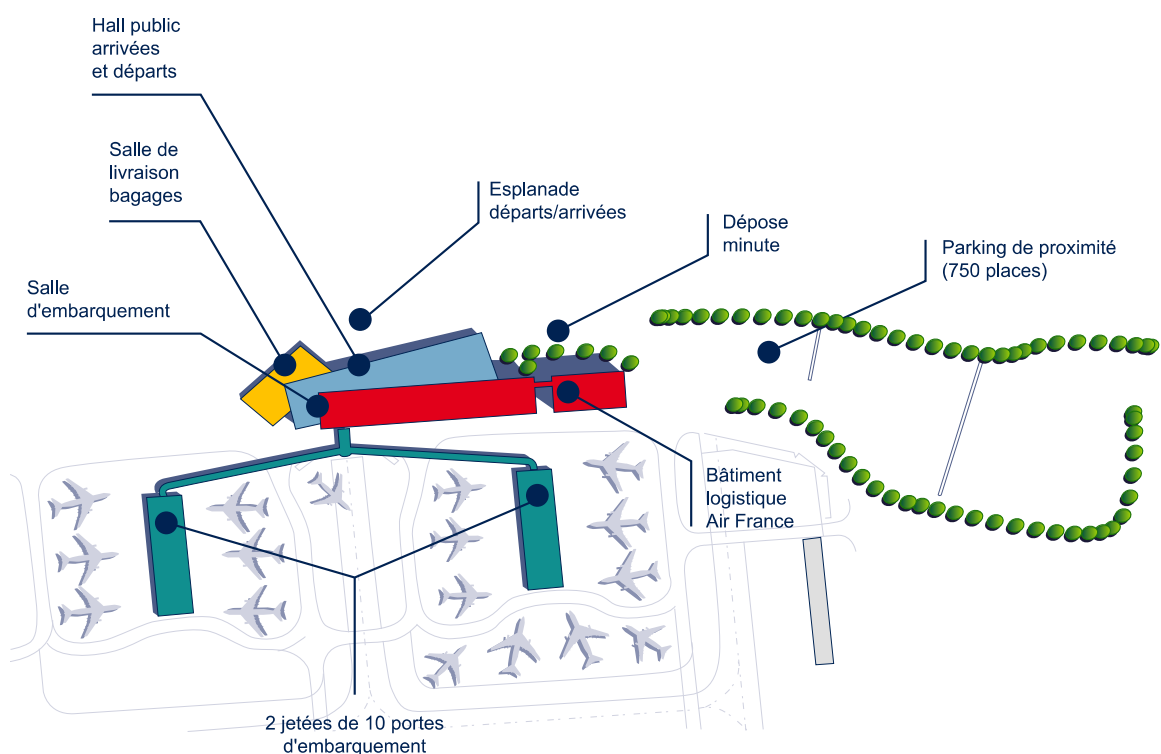 Hall public
arrivées
et départs
Salle de
livraison
bagages
Salle
d'embarquement
Esplanade
départs/arrivées
Dépose
minute
Parking de proximité
(750 places)
Bâtiment
logistique
Air France
2 jetées de 10 portes
d'embarquement